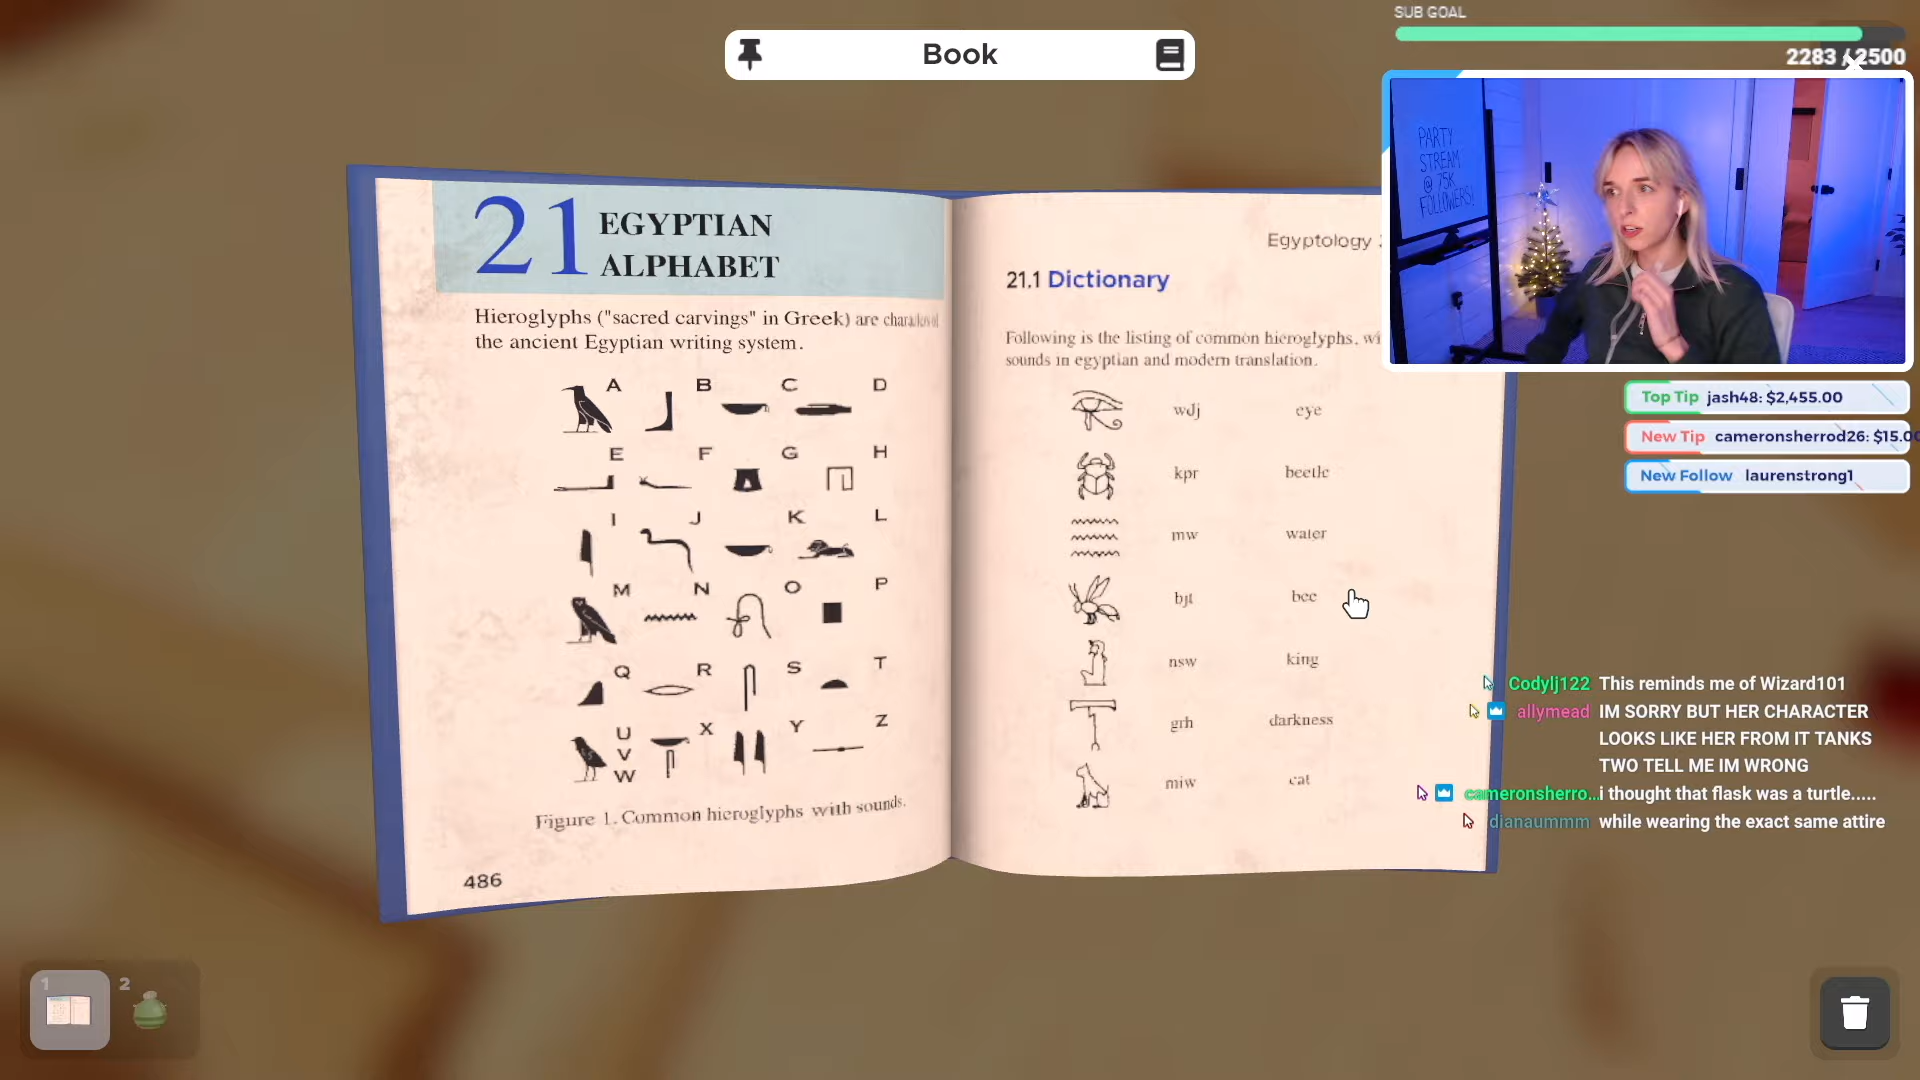 SUB GOAL
2283 / 2500
Book
PARTY
STREAM
@ 75K
FOLLOWERS!
21 EGYPTIAN
ALPHABET
Hieroglyphs ("sacred carvings" in Greek) are
the ancient Egyptian writing system.
A B C D
E F G H
I J K L
M N O P
Q R S T
U V W X Y Z
Figure 1. Common hieroglyphs with sounds.
486
Egyptology
21.1 Dictionary
Following is the listing of common hieroglyphs,
sounds in egyptian and modern translation.
wdj eye
kpr beetle
mw water
bjt bee
nsw king
grh darkness
miw cat
Top Tip jash48: $2,455.00
New Tip cameronsherrod26: $15.00
New Follow laurenstrong1
Codylj122 This reminds me of Wizard101
allymead IM SORRY BUT HER CHARACTER
LOOKS LIKE HER FROM IT TANKS
TWO TELL ME IM WRONG
cameronsherro... i thought that flask was a turtle.....
dianaummm while wearing the exact same attire
1 2